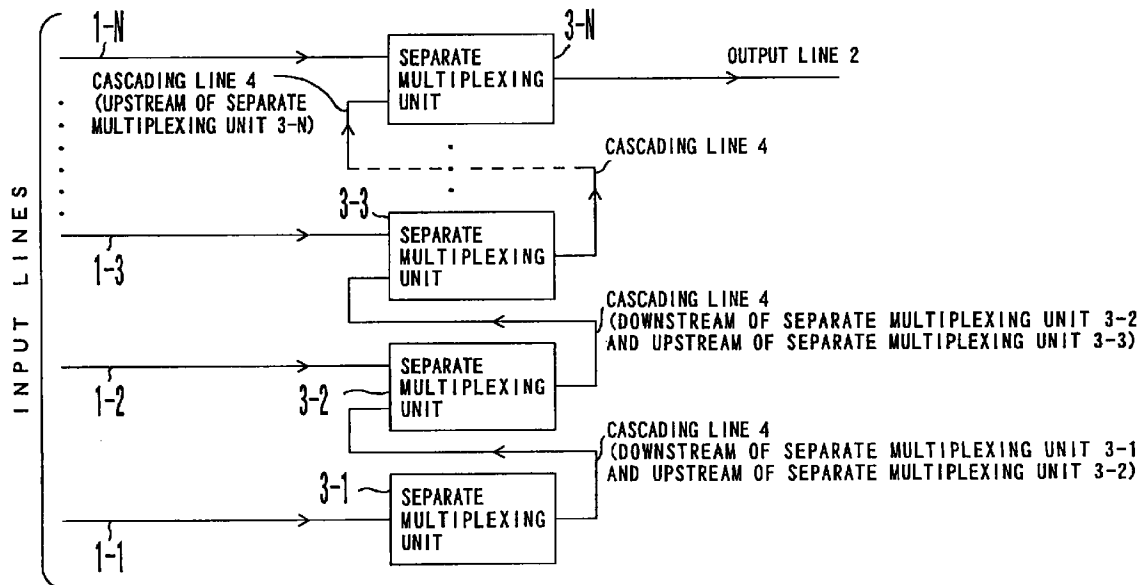 1-N
SEPARATE
MULTIPLEXING
UNIT
3-N
OUTPUT LINE 2
CASCADING LINE 4
(UPSTREAM OF SEPARATE
MULTIPLEXING UNIT 3-N)
CASCADING LINE 4
3-3
SEPARATE
MULTIPLEXING
UNIT
1-3
CASCADING LINE 4
(DOWNSTREAM OF SEPARATE MULTIPLEXING UNIT 3-2
AND UPSTREAM OF SEPARATE MULTIPLEXING UNIT 3-3)
INPUT LINES
SEPARATE
MULTIPLEXING
UNIT
3-2
1-2
CASCADING LINE 4
(DOWNSTREAM OF SEPARATE MULTIPLEXING UNIT 3-1
AND UPSTREAM OF SEPARATE MULTIPLEXING UNIT 3-2)
3-1
SEPARATE
MULTIPLEXING
UNIT
1-1